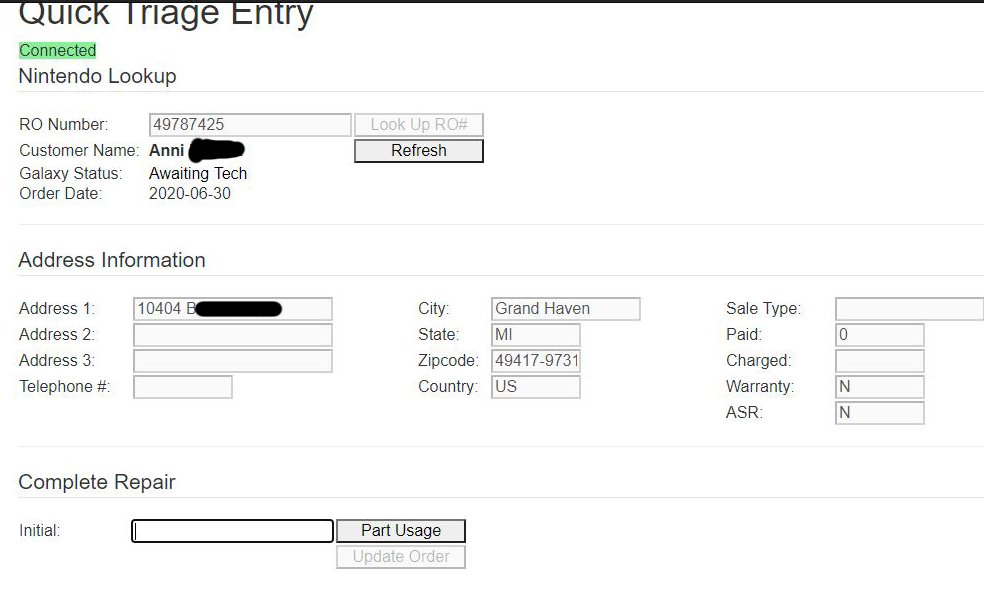 Quick Triage Entry
Connected
Nintendo Lookup
RO Number: 49787425 Look Up RO#
Customer Name: Anni Refresh
Galaxy Status: Awaiting Tech
Order Date: 2020-06-30
Address Information
Address 1: 10404 B City: Grand Haven Sale Type:
Address 2: State: MI Paid: 0
Address 3: Zipcode: 49417-9731 Charged:
Telephone #: Country: US Warranty: N
ASR: N
Complete Repair
Initial: Part Usage
Update Order